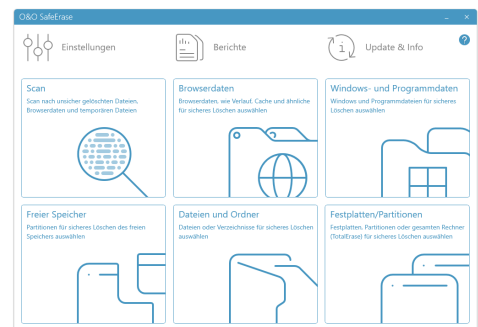 O&O SafeErase
Einstellungen
Berichte
Update & Info
?
Scan
Scan nach unsicher gelöschten Dateien,
Browserdaten und temporären Dateien
Browserdaten
Browserdaten, wie Verlauf, Cache und ähnliche
für sicheres Löschen auswählen
Windows- und Programmdaten
Windows und Programmdateien für sicheres
Löschen auswählen
Freier Speicher
Partitionen für sicheres Löschen des freien
Speichers auswählen
Dateien und Ordner
Dateien oder Verzeichnisse für sicheres Löschen
auswählen
Festplatten/Partitionen
Festplatten, Partitionen oder gesamten Rechner
(TotalErase) für sicheres Löschen auswählen